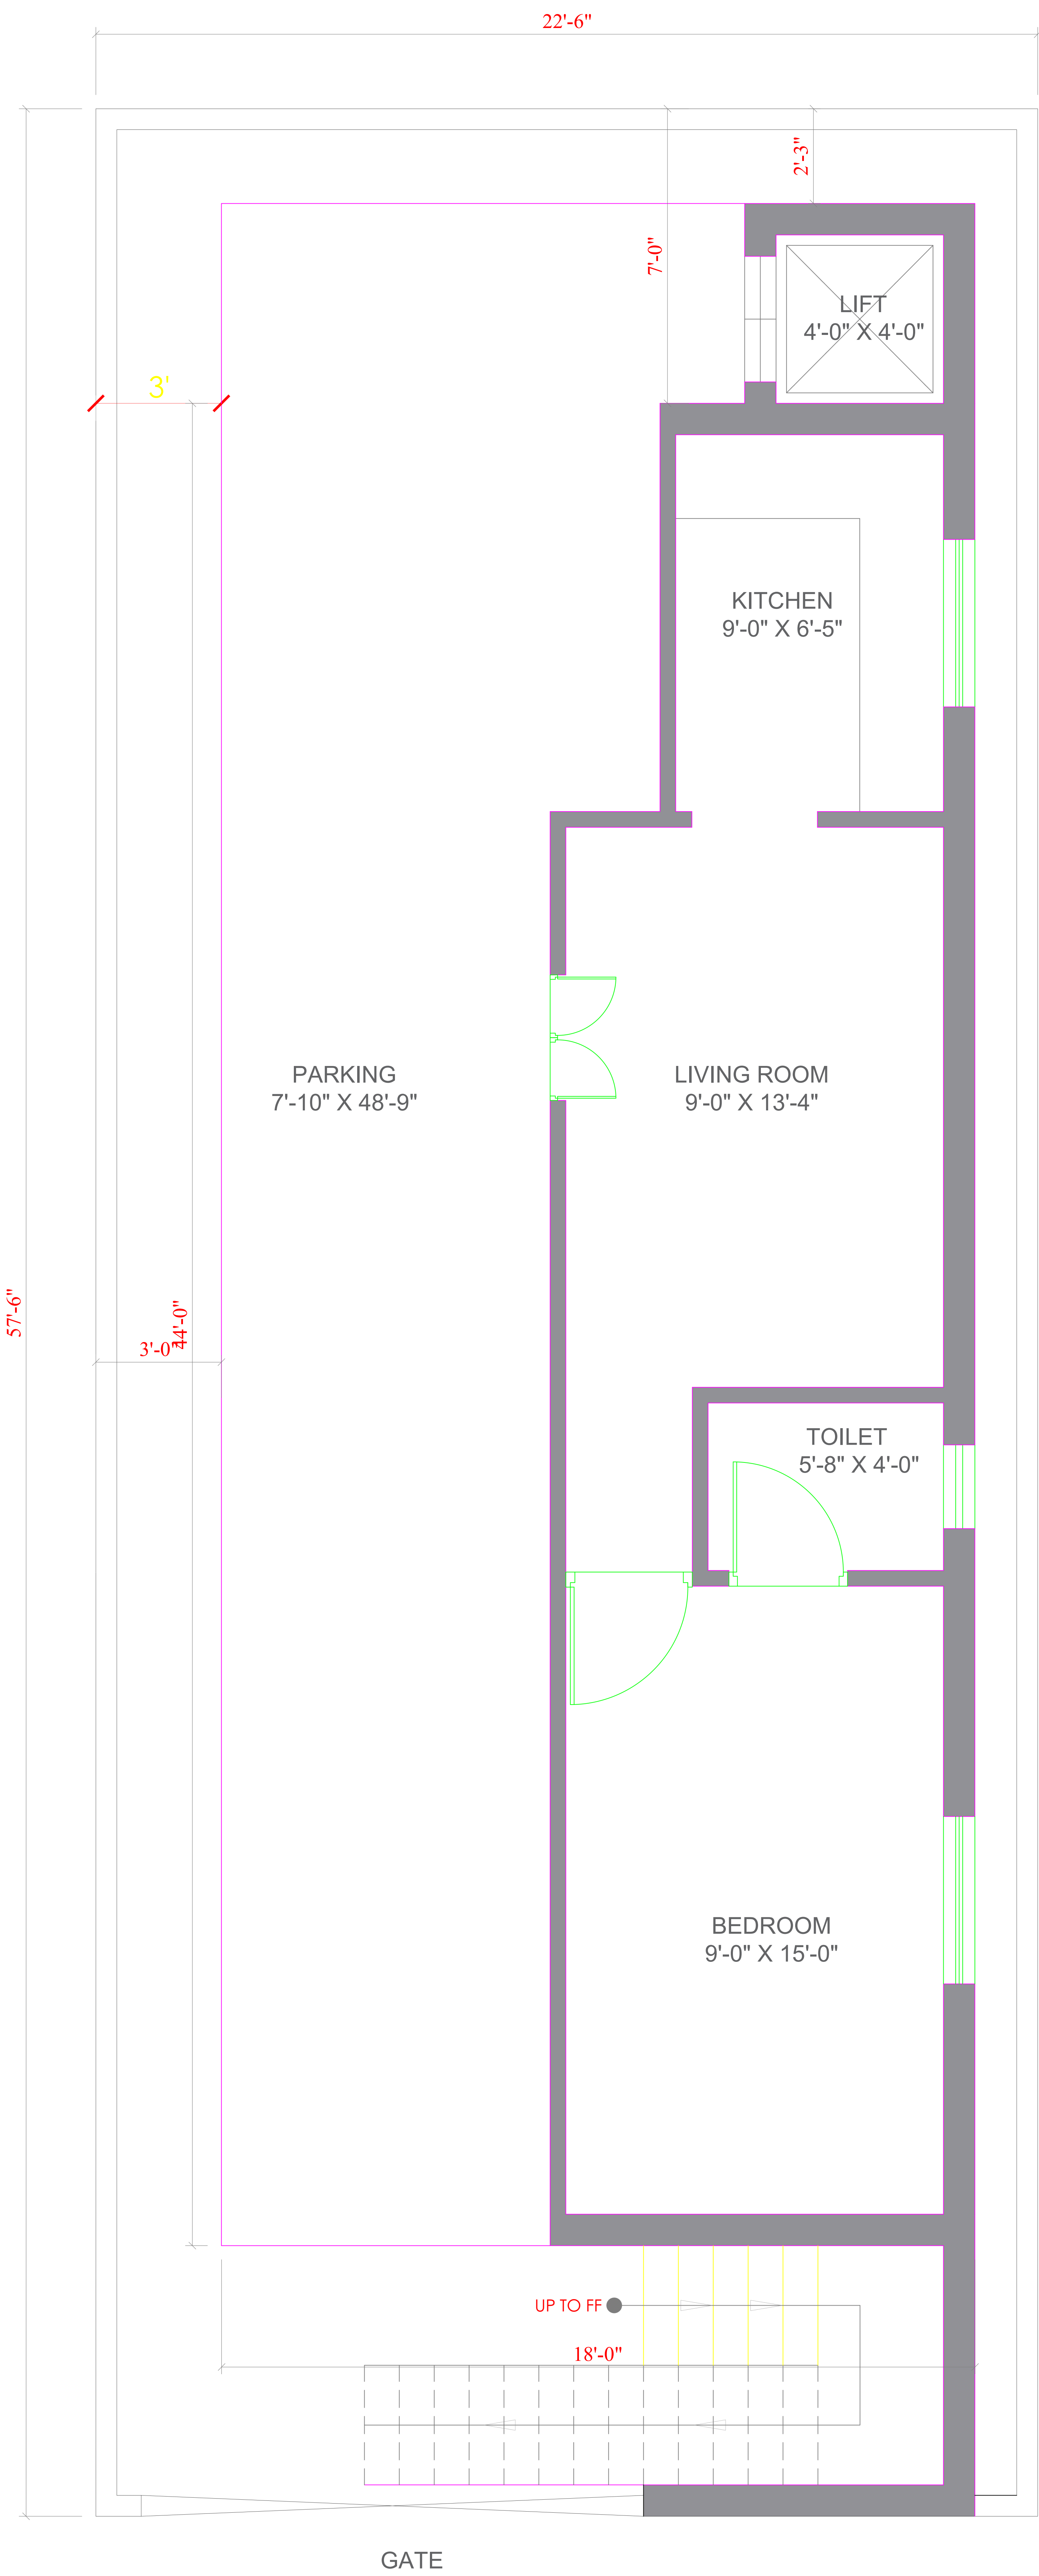 22'-6"
2'-3"
7'-0"
LIFT
4'-0" X 4'-0"
3'
KITCHEN
9'-0" X 6'-5"
PARKING
7'-10" X 48'-9"
LIVING ROOM
9'-0" X 13'-4"
57'-6"
44'-0"
3'-0"
TOILET
5'-8" X 4'-0"
BEDROOM
9'-0" X 15'-0"
UP TO FF
18'-0"
GATE